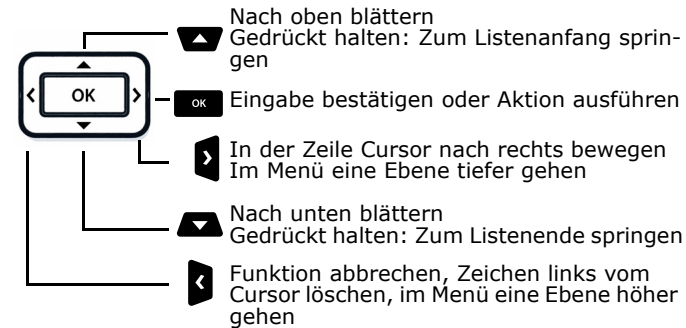 Nach oben blättern
Gedrückt halten: Zum Listenanfang sprin-
gen
OK
OK
Eingabe bestätigen oder Aktion ausführen
In der Zeile Cursor nach rechts bewegen
Im Menü eine Ebene tiefer gehen
Nach unten blättern
Gedrückt halten: Zum Listenende springen
Funktion abbrechen, Zeichen links vom
Cursor löschen, im Menü eine Ebene höher
gehen